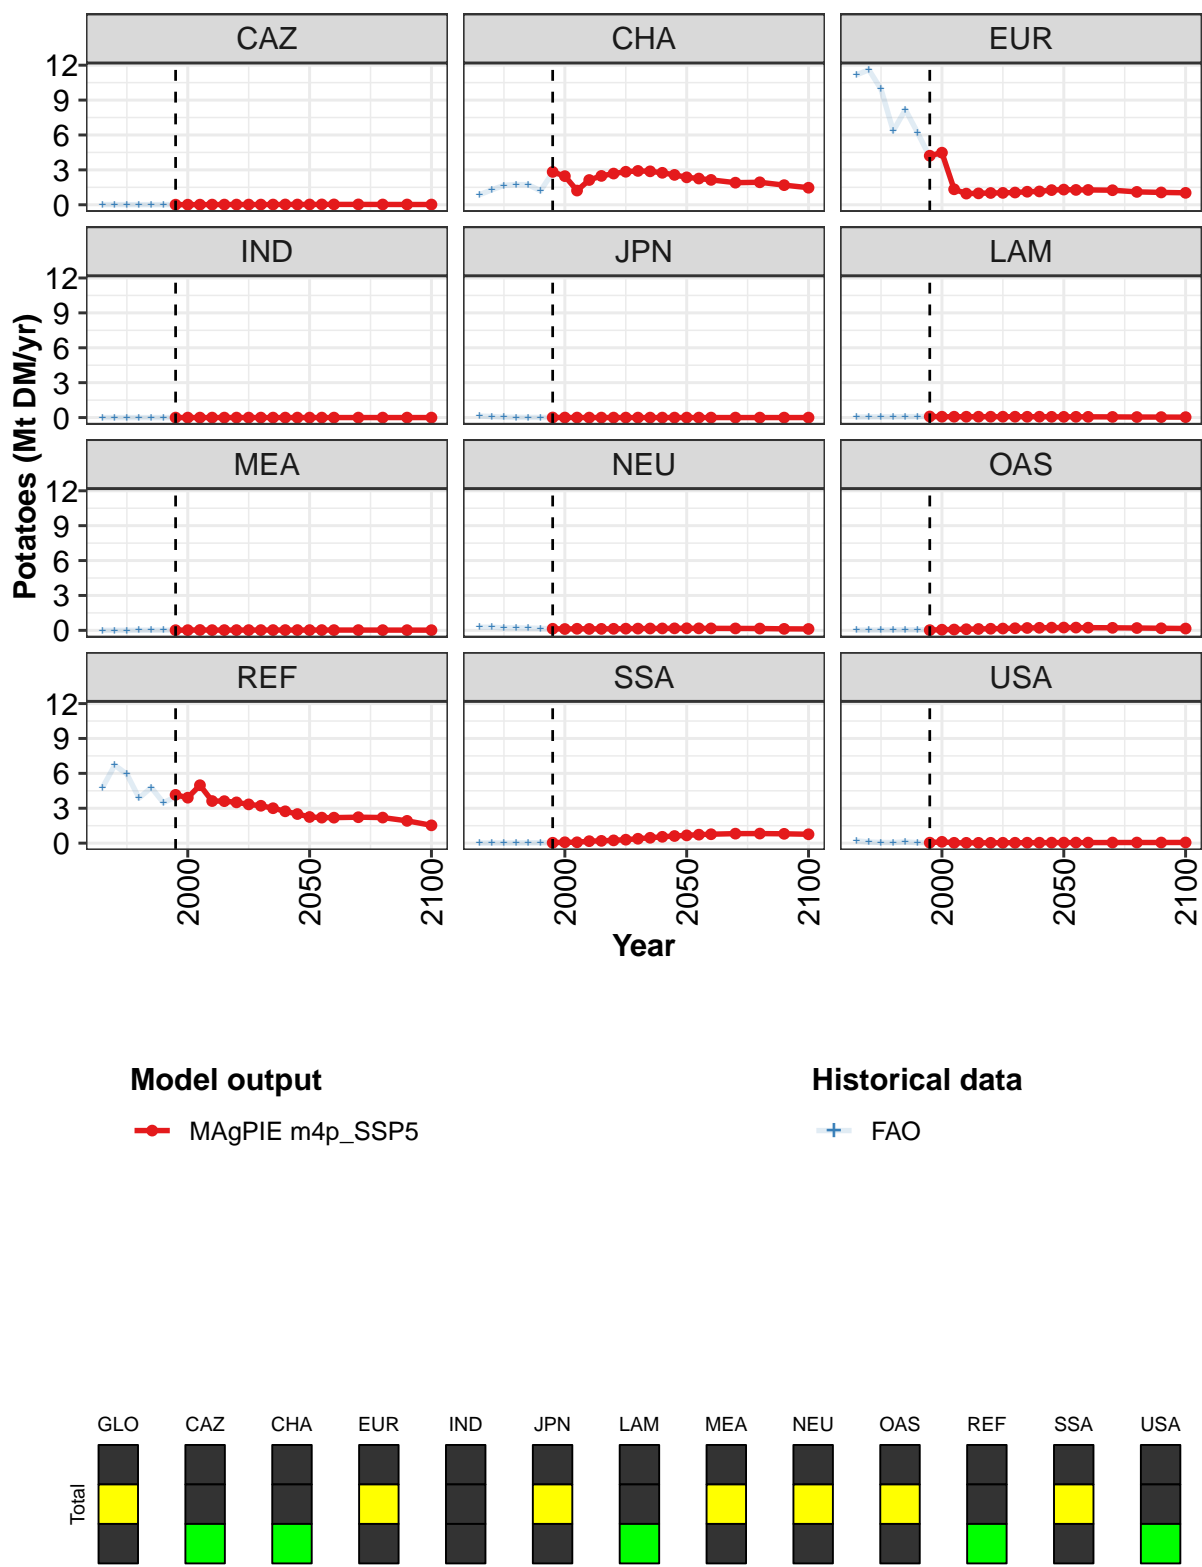 CAZ CHA EUR
12
9
6
3
0
IND JPN LAM
12
9
6
3
0
MEA NEU OAS
12
9
6
3
0
REF SSA USA
12
9
6
3
0
Potatoes (Mt DM/yr)
2000 2050 2100 2000 2050 2100 2000 2050 2100
Year
Model output Historical data
MAgPIE m4p_SSP5 FAO
GLO CAZ CHA EUR IND JPN LAM MEA NEU OAS REF SSA USA
Total